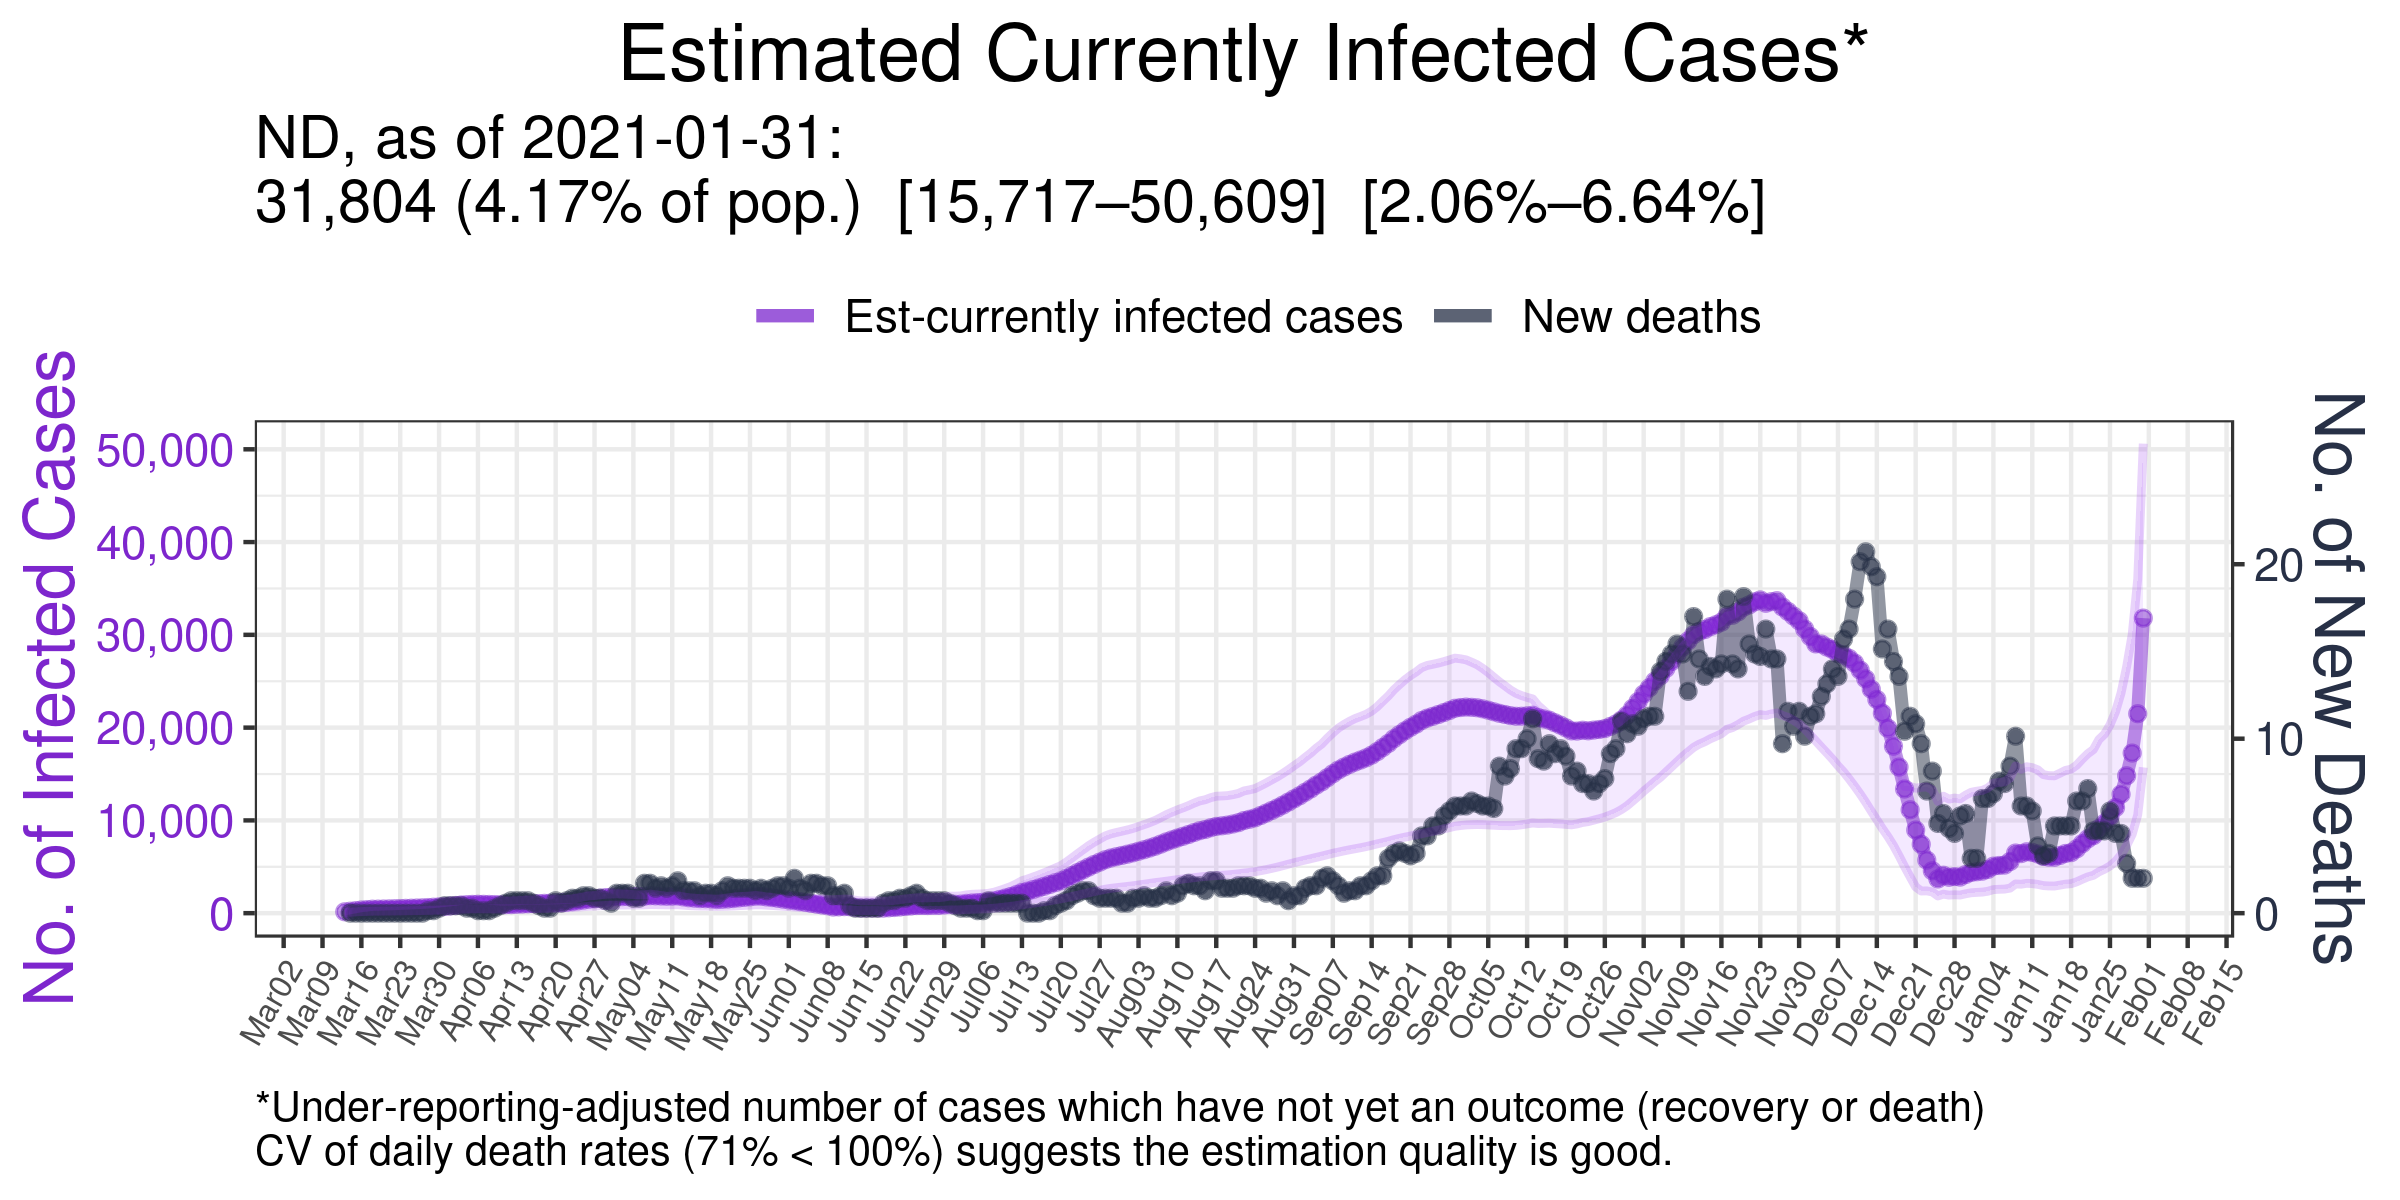 Estimated Currently Infected Cases*
ND, as of 2021-01-31:
31,804 (4.17% of pop.) [15,717–50,609] [2.06%–6.64%]
Est-currently infected cases
New deaths
No. of Infected Cases
50,000
40,000
30,000
20,000
10,000
0
No. of New Deaths
20
10
0
Mar02
Mar09
Mar16
Mar23
Mar30
Apr06
Apr13
Apr20
Apr27
May04
May11
May18
May25
Jun01
Jun08
Jun15
Jun22
Jun29
Jul06
Jul13
Jul20
Jul27
Aug03
Aug10
Aug17
Aug24
Aug31
Sep07
Sep14
Sep21
Sep28
Oct05
Oct12
Oct19
Oct26
Nov02
Nov09
Nov16
Nov23
Nov30
Dec07
Dec14
Dec21
Dec28
Jan04
Jan11
Jan18
Jan25
Feb01
Feb08
Feb15
*Under-reporting-adjusted number of cases which have not yet an outcome (recovery or death)
CV of daily death rates (71% < 100%) suggests the estimation quality is good.